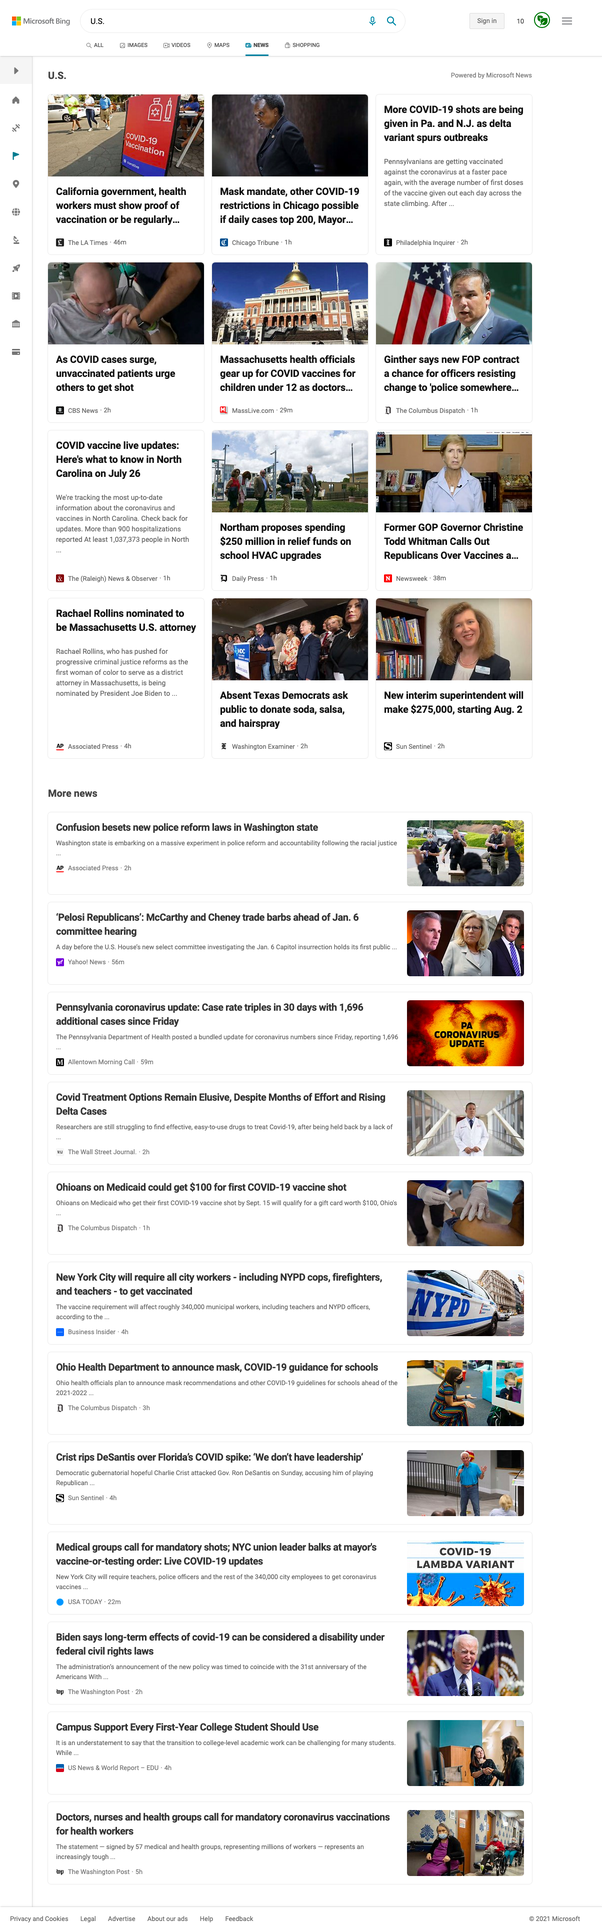 Microsoft Bing
U.S.
Sign in
10
ALL
IMAGES
VIDEOS
MAPS
NEWS
SHOPPING
U.S.
Powered by Microsoft News
COVID-19
Vaccination
California government, health
workers must show proof of
vaccination or be regularly...
The LA Times · 46m
Mask mandate, other COVID-19
restrictions in Chicago possible
if daily cases top 200, Mayor...
Chicago Tribune · 1h
More COVID-19 shots are being
given in Pa. and N.J. as delta
variant spurs outbreaks
Pennsylvanians are getting vaccinated
against the coronavirus at a faster pace
again, with the average number of first doses
of the vaccine given out each day across the
state climbing. After ...
Philadelphia Inquirer · 2h
As COVID cases surge,
unvaccinated patients urge
others to get shot
CBS News · 2h
Massachusetts health officials
gear up for COVID vaccines for
children under 12 as doctors...
MassLive.com · 29m
Ginther says new FOP contract
a chance for officers resisting
change to 'police somewhere...
The Columbus Dispatch · 1h
COVID vaccine live updates:
Here's what to know in North
Carolina on July 26
We're tracking the most up-to-date
information about the coronavirus and
vaccines in North Carolina. Check back for
updates. More than 900 hospitalizations
reported At least 1,037,373 people in North
...
The (Raleigh) News & Observer · 1h
Northam proposes spending
$250 million in relief funds on
school HVAC upgrades
Daily Press · 1h
Former GOP Governor Christine
Todd Whitman Calls Out
Republicans Over Vaccines a...
Newsweek · 38m
Rachael Rollins nominated to
be Massachusetts U.S. attorney
Rachael Rollins, who has pushed for
progressive criminal justice reforms as the
first woman of color to serve as a district
attorney in Massachusetts, is being
nominated by President Joe Biden to ...
AP Associated Press · 4h
Absent Texas Democrats ask
public to donate soda, salsa,
and hairspray
Washington Examiner · 2h
New interim superintendent will
make $275,000, starting Aug. 2
Sun Sentinel · 2h
More news
Confusion besets new police reform laws in Washington state
Washington state is embarking on a massive experiment in police reform and accountability following the racial justice
...
AP Associated Press · 2h
'Pelosi Republicans': McCarthy and Cheney trade barbs ahead of Jan. 6
committee hearing
A day before the U.S. House's new select committee investigating the Jan. 6 Capitol insurrection holds its first public ...
Yahoo! News · 56m
Pennsylvania coronavirus update: Case rate triples in 30 days with 1,696
additional cases since Friday
The Pennsylvania Department of Health posted a bundled update for coronavirus numbers since Friday, reporting 1,696
...
Allentown Morning Call · 59m
PA
CORONAVIRUS
UPDATE
Covid Treatment Options Remain Elusive, Despite Months of Effort and Rising
Delta Cases
Researchers are still struggling to find effective, easy-to-use drugs to treat Covid-19, after being held back by a lack of
...
The Wall Street Journal. · 2h
Ohioans on Medicaid could get $100 for first COVID-19 vaccine shot
Ohioans on Medicaid who get their first COVID-19 vaccine shot by Sept. 15 will qualify for a gift card worth $100, Ohio's
...
The Columbus Dispatch · 1h
New York City will require all city workers - including NYPD cops, firefighters,
and teachers - to get vaccinated
The vaccine requirement will affect roughly 340,000 municipal workers, including teachers and NYPD officers,
according to the ...
Business Insider · 4h
NYPD
Ohio Health Department to announce mask, COVID-19 guidance for schools
Ohio health officials plan to announce mask recommendations and other COVID-19 guidelines for schools ahead of the
2021-2022 ...
The Columbus Dispatch · 3h
Crist rips DeSantis over Florida's COVID spike: 'We don't have leadership'
Democratic gubernatorial hopeful Charlie Crist attacked Gov. Ron DeSantis on Sunday, accusing him of playing
Republican ...
Sun Sentinel · 4h
Medical groups call for mandatory shots; NYC union leader balks at mayor's
vaccine-or-testing order: Live COVID-19 updates
New York City will require teachers, police officers and the rest of the 340,000 city employees to get coronavirus
vaccines ...
USA TODAY · 22m
COVID-19
LAMBDA VARIANT
Biden says long-term effects of covid-19 can be considered a disability under
federal civil rights laws
The administration's announcement of the new policy was timed to coincide with the 31st anniversary of the
Americans With ...
wp The Washington Post · 2h
Campus Support Every First-Year College Student Should Use
It is an understatement to say that the transition to college-level academic work can be challenging for many students.
While ...
US News & World Report – EDU · 4h
Doctors, nurses and health groups call for mandatory coronavirus vaccinations
for health workers
The statement — signed by 57 medical and health groups, representing millions of workers — represents an
increasingly tough ...
wp The Washington Post · 5h
Privacy and Cookies
Legal
Advertise
About our ads
Help
Feedback
© 2021 Microsoft